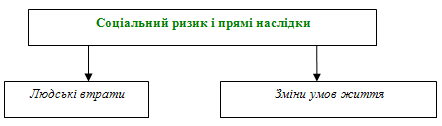 Соціальний ризик і прямі наслідки
Людські втрати
Зміни умов життя